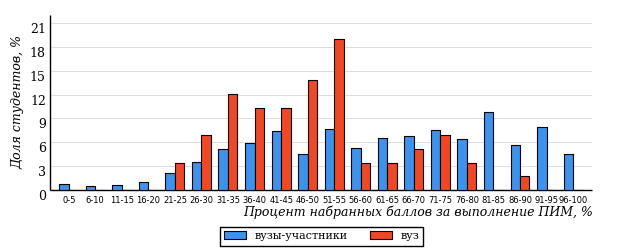 Доля студентов, %
21
18
15
12
9
6
3
0
0-5 6-10 11-15 16-20 21-25 26-30 31-35 36-40 41-45 46-50 51-55 56-60 61-65 66-70 71-75 76-80 81-85 86-90 91-95 96-100
Процент набранных баллов за выполнение ПИМ, %
вузы-участники вуз